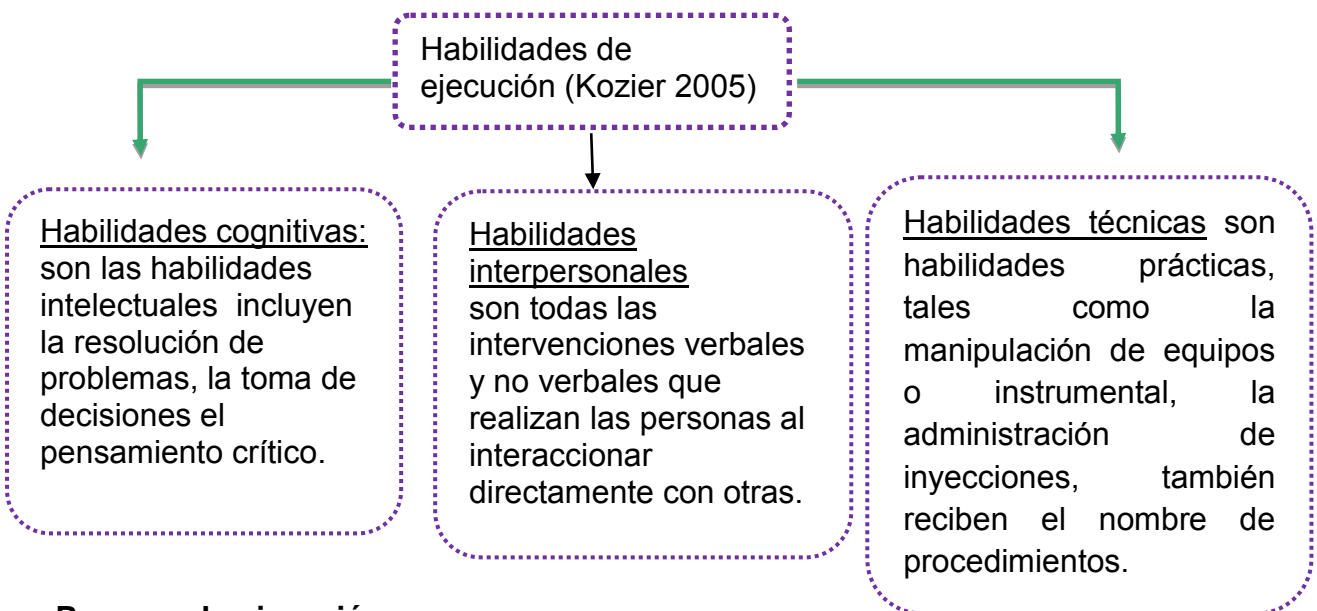 Habilidades de
ejecución (Kozier 2005)
Habilidades cognitivas:
son las habilidades
intelectuales incluyen
la resolución de
problemas, la toma de
decisiones el
pensamiento crítico.
Habilidades
interpersonales
son todas las
intervenciones verbales
y no verbales que
realizan las personas al
interaccionar
directamente con otras.
Habilidades técnicas son
habilidades prácticas,
tales como la
manipulación de equipos
o instrumental, la
administración de
inyecciones, también
reciben el nombre de
procedimientos.